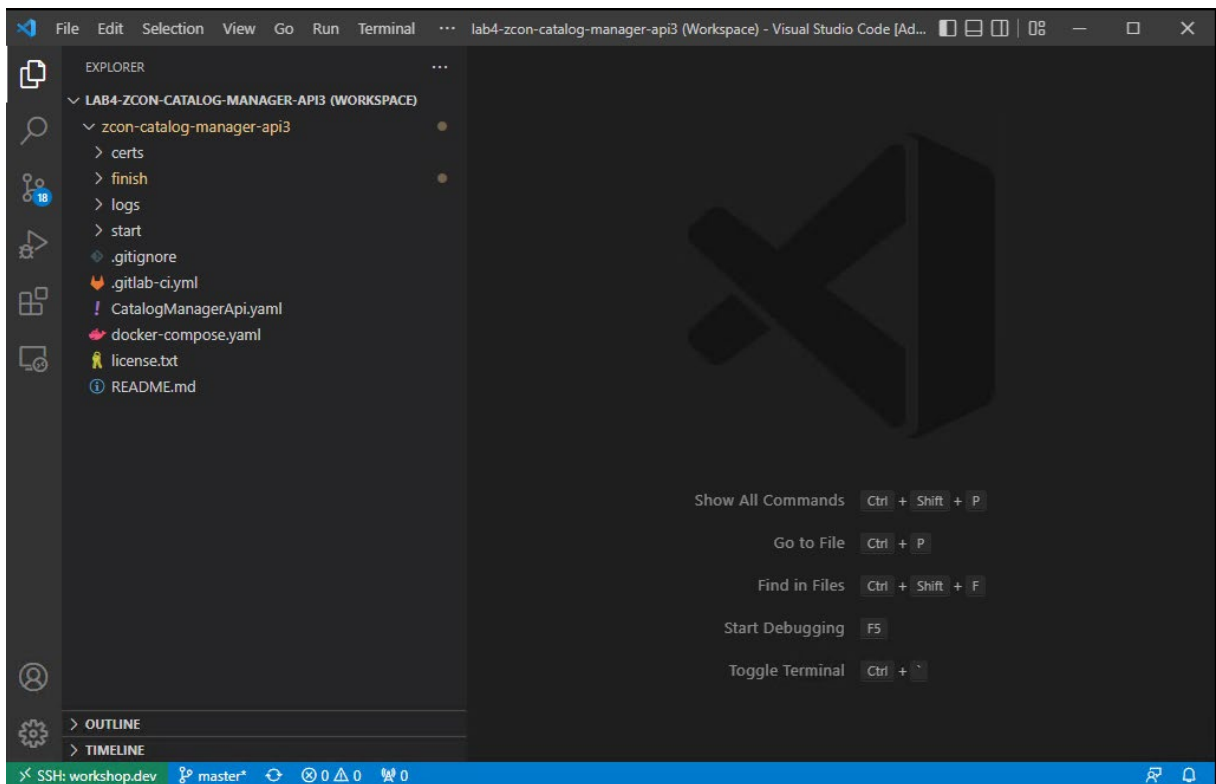 File Edit Selection View Go Run Terminal ··· lab4-zcon-catalog-manager-api3 (Workspace) - Visual Studio Code [Ad...
EXPLORER ···
LAB4-ZCON-CATALOG-MANAGER-API3 (WORKSPACE)
zcon-catalog-manager-api3
certs
finish
logs
start
.gitignore
.gitlab-ci.yml
! CatalogManagerApi.yaml
docker-compose.yaml
license.txt
README.md
18
Show All Commands Ctrl + Shift + P
Go to File Ctrl + P
Find in Files Ctrl + Shift + F
Start Debugging F5
Toggle Terminal Ctrl + `
OUTLINE
TIMELINE
SSH: workshop.dev master* 0 0 0